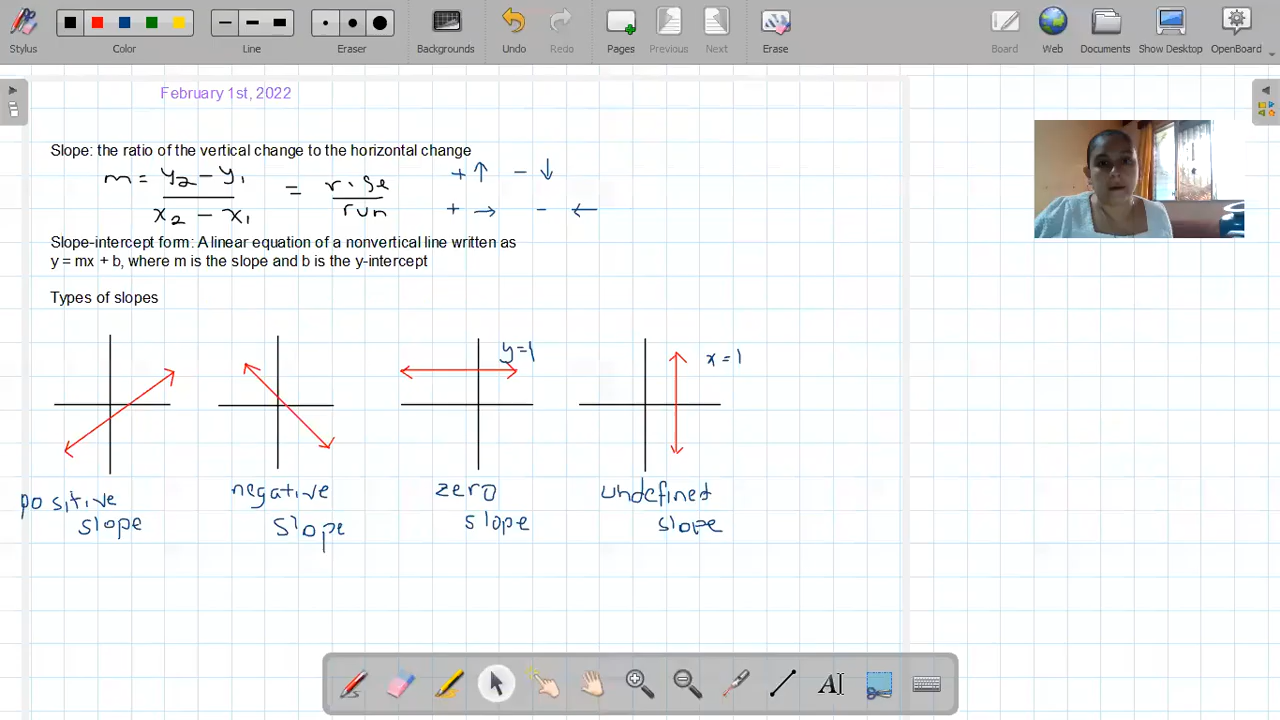 Stylus
Color
Line
Eraser
Backgrounds
Undo
Redo
Pages
Previous
Next
Erase
Board
Web
Documents
Show Desktop
OpenBoard
February 1st, 2022
Slope: the ratio of the vertical change to the horizontal change
m = y₂ - y₁ / x₂ - x₁ = rise / run
+ ↑ - ↓
+ → - ←
Slope-intercept form: A linear equation of a nonvertical line written as
y = mx + b, where m is the slope and b is the y-intercept
Types of slopes
y=1
x = 1
positive
slope
negative
slope
zero
slope
undefined
slope